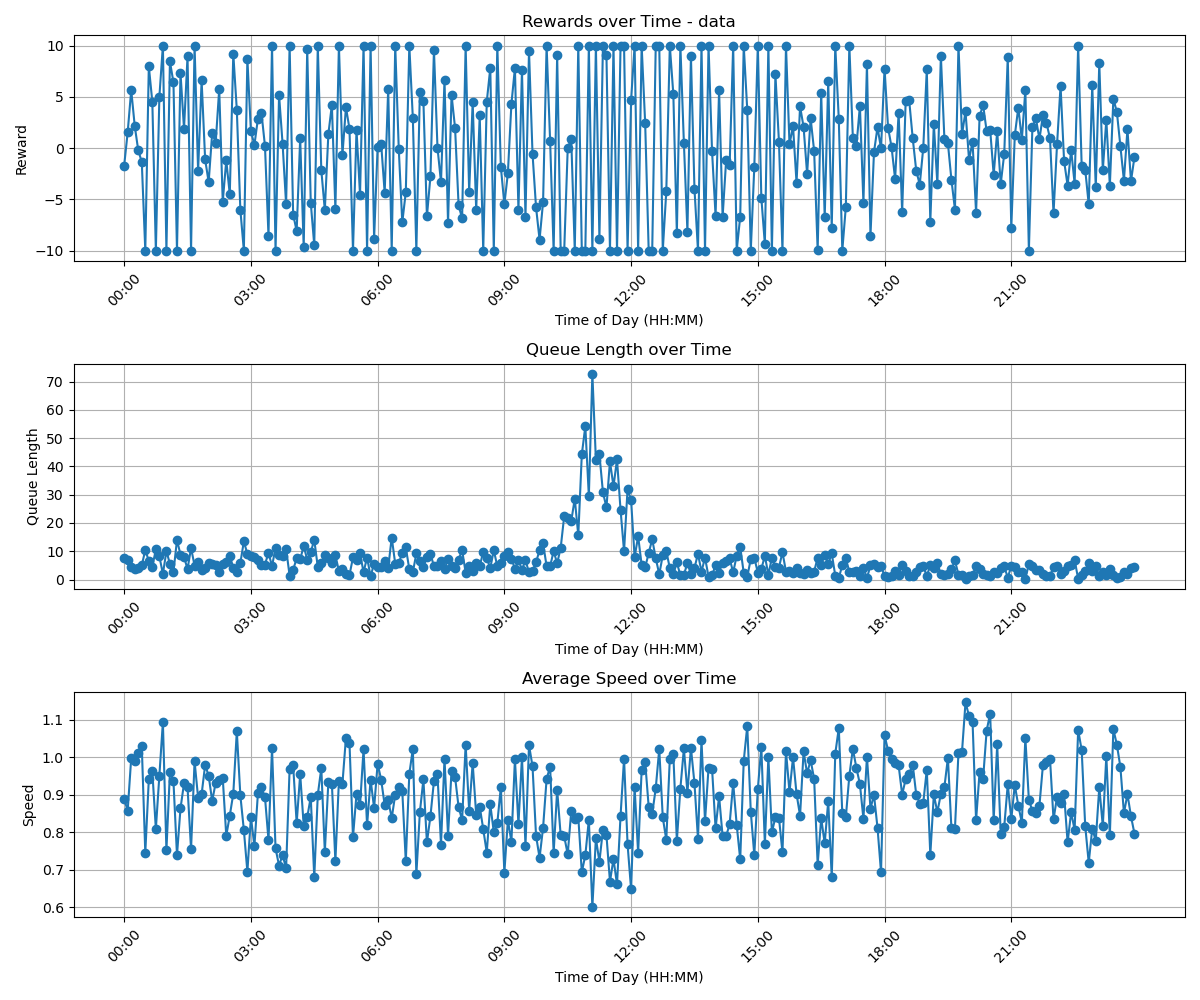 Rewards over Time - data
Reward
10
5
0
−5
−10
00:00 03:00 06:00 09:00 12:00 15:00 18:00 21:00
Time of Day (HH:MM)
Queue Length over Time
Queue Length
70
60
50
40
30
20
10
0
00:00 03:00 06:00 09:00 12:00 15:00 18:00 21:00
Time of Day (HH:MM)
Average Speed over Time
Speed
1.1
1.0
0.9
0.8
0.7
0.6
00:00 03:00 06:00 09:00 12:00 15:00 18:00 21:00
Time of Day (HH:MM)